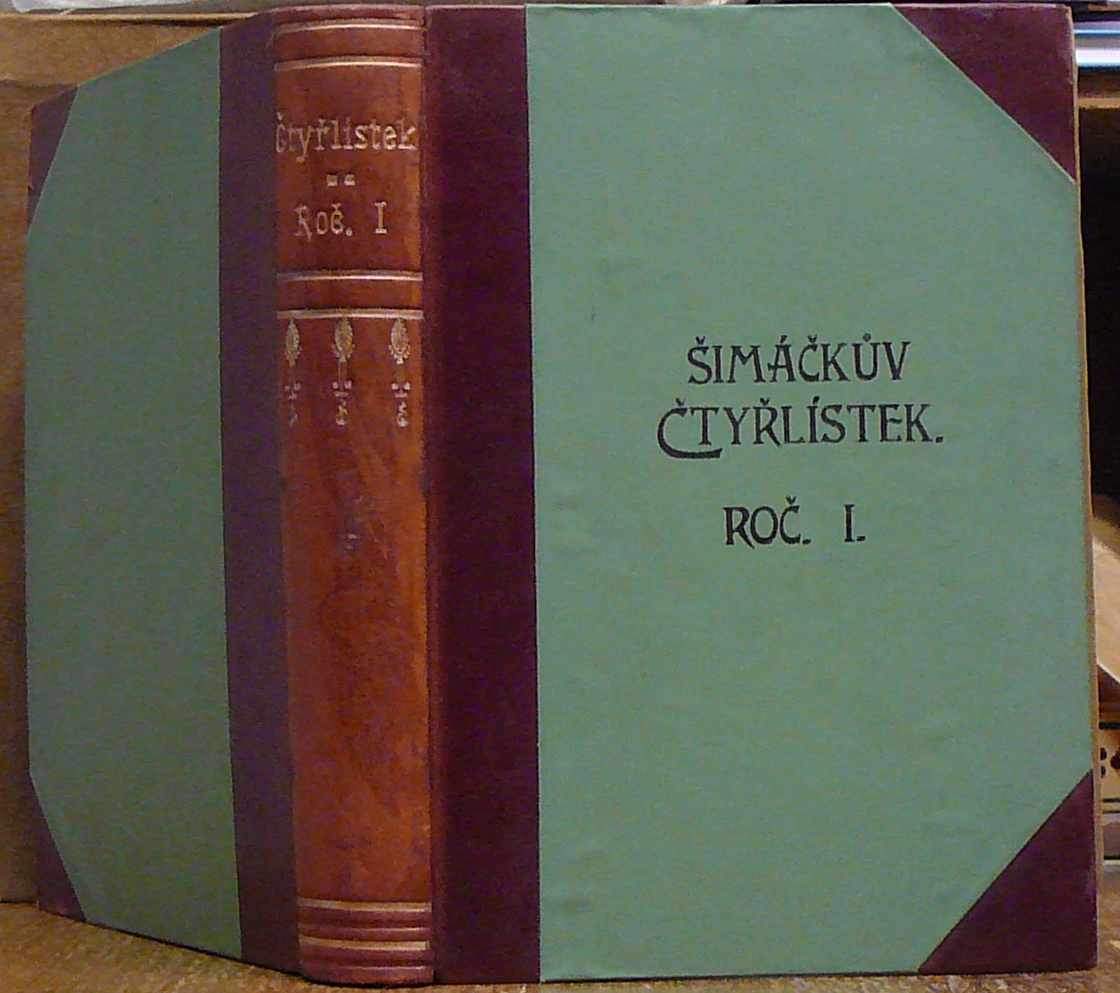 Čtyřlístek
Roč. I
ŠIMÁČKŮV
ČTYŘLÍSTEK.
ROČ. I.